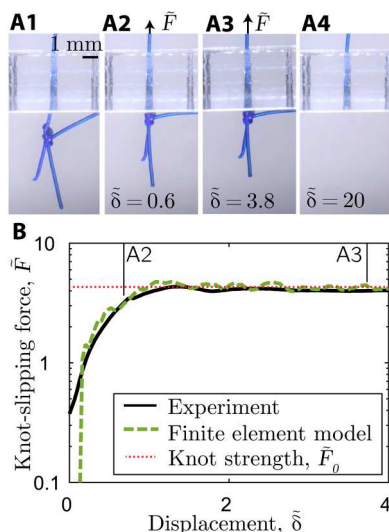 A1 A2 F̃ A3 F̃ A4
1 mm
δ̃ = 0.6 δ̃ = 3.8 δ̃ = 20
B
A2 A3
Knot-slipping force, F̃
10
1
0.1
Experiment
Finite element model
Knot strength, F̃₀
0 2 4
Displacement, δ̃